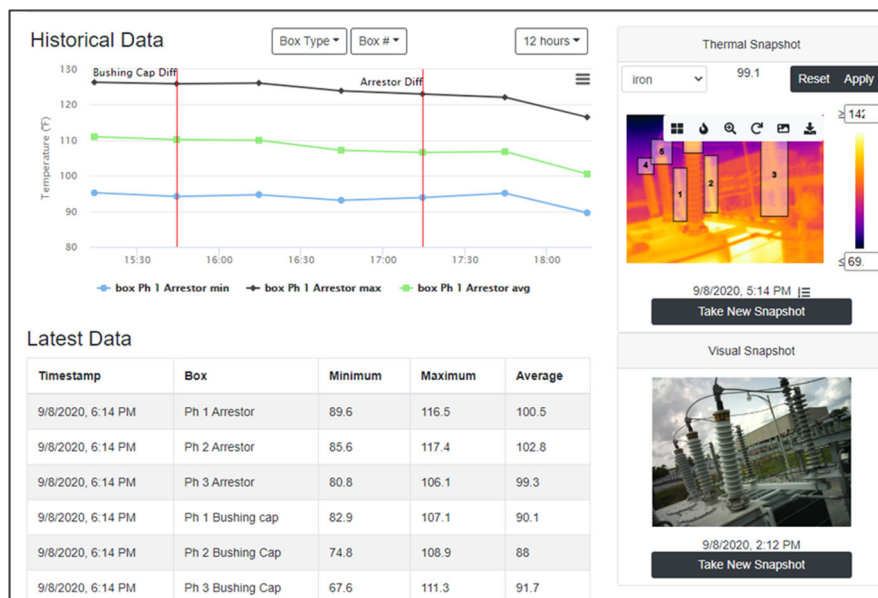 Historical Data
Box Type
Box #
12 hours
Bushing Cap Diff
Arrestor Diff
Temperature (°F)
130
120
110
100
90
80
15:30
16:00
16:30
17:00
17:30
18:00
box Ph 1 Arrestor min
box Ph 1 Arrestor max
box Ph 1 Arrestor avg
Latest Data
Timestamp Box Minimum Maximum Average
9/8/2020, 6:14 PM Ph 1 Arrestor 89.6 116.5 100.5
9/8/2020, 6:14 PM Ph 2 Arrestor 85.6 117.4 102.8
9/8/2020, 6:14 PM Ph 3 Arrestor 80.8 106.1 99.3
9/8/2020, 6:14 PM Ph 1 Bushing cap 82.9 107.1 90.1
9/8/2020, 6:14 PM Ph 2 Bushing Cap 74.8 108.9 88
9/8/2020, 6:14 PM Ph 3 Bushing Cap 67.6 111.3 91.7
Thermal Snapshot
iron 99.1 Reset Apply
≥ 142
4
5
1
2
3
≤ 69.
9/8/2020, 5:14 PM
Take New Snapshot
Visual Snapshot
9/8/2020, 2:12 PM
Take New Snapshot